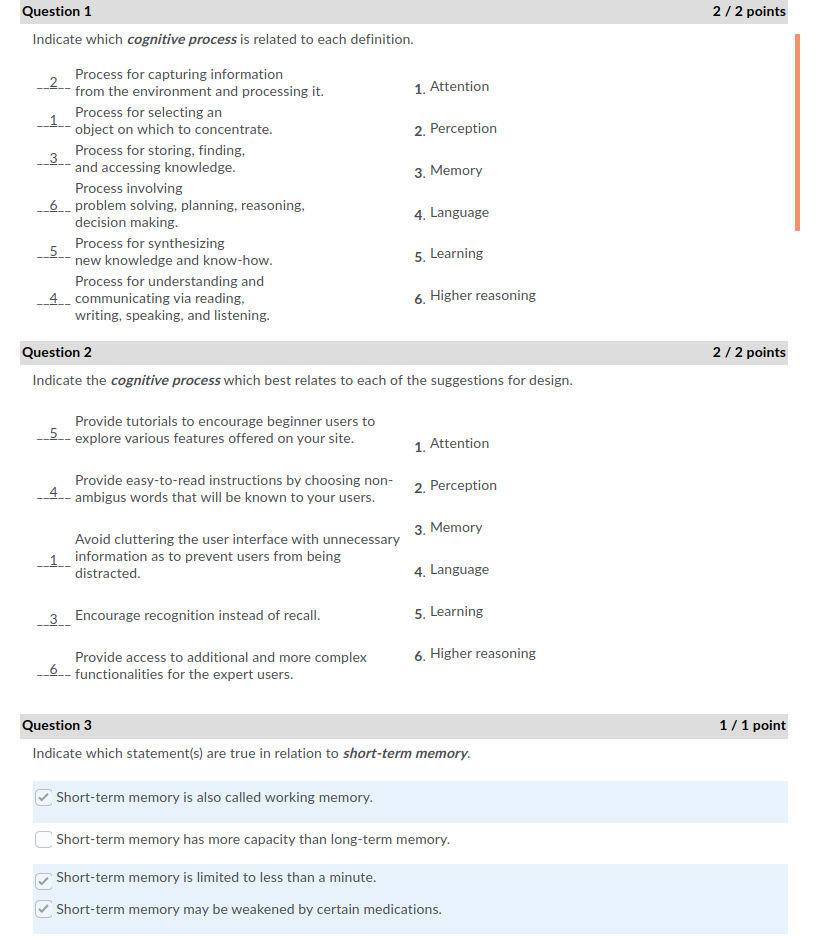 Question 1 2 / 2 points
Indicate which cognitive process is related to each definition.
__2__ Process for capturing information
from the environment and processing it.
__1__ Process for selecting an
object on which to concentrate.
__3__ Process for storing, finding,
and accessing knowledge.
__6__ Process involving
problem solving, planning, reasoning,
decision making.
__5__ Process for synthesizing
new knowledge and know-how.
__4__ Process for understanding and
communicating via reading,
writing, speaking, and listening.
1. Attention
2. Perception
3. Memory
4. Language
5. Learning
6. Higher reasoning
Question 2 2 / 2 points
Indicate the cognitive process which best relates to each of the suggestions for design.
__5__ Provide tutorials to encourage beginner users to
explore various features offered on your site.
__4__ Provide easy-to-read instructions by choosing non-
ambigus words that will be known to your users.
__1__ Avoid cluttering the user interface with unnecessary
information as to prevent users from being
distracted.
__3__ Encourage recognition instead of recall.
__6__ Provide access to additional and more complex
functionalities for the expert users.
1. Attention
2. Perception
3. Memory
4. Language
5. Learning
6. Higher reasoning
Question 3 1 / 1 point
Indicate which statement(s) are true in relation to short-term memory.
Short-term memory is also called working memory.
Short-term memory has more capacity than long-term memory.
Short-term memory is limited to less than a minute.
Short-term memory may be weakened by certain medications.